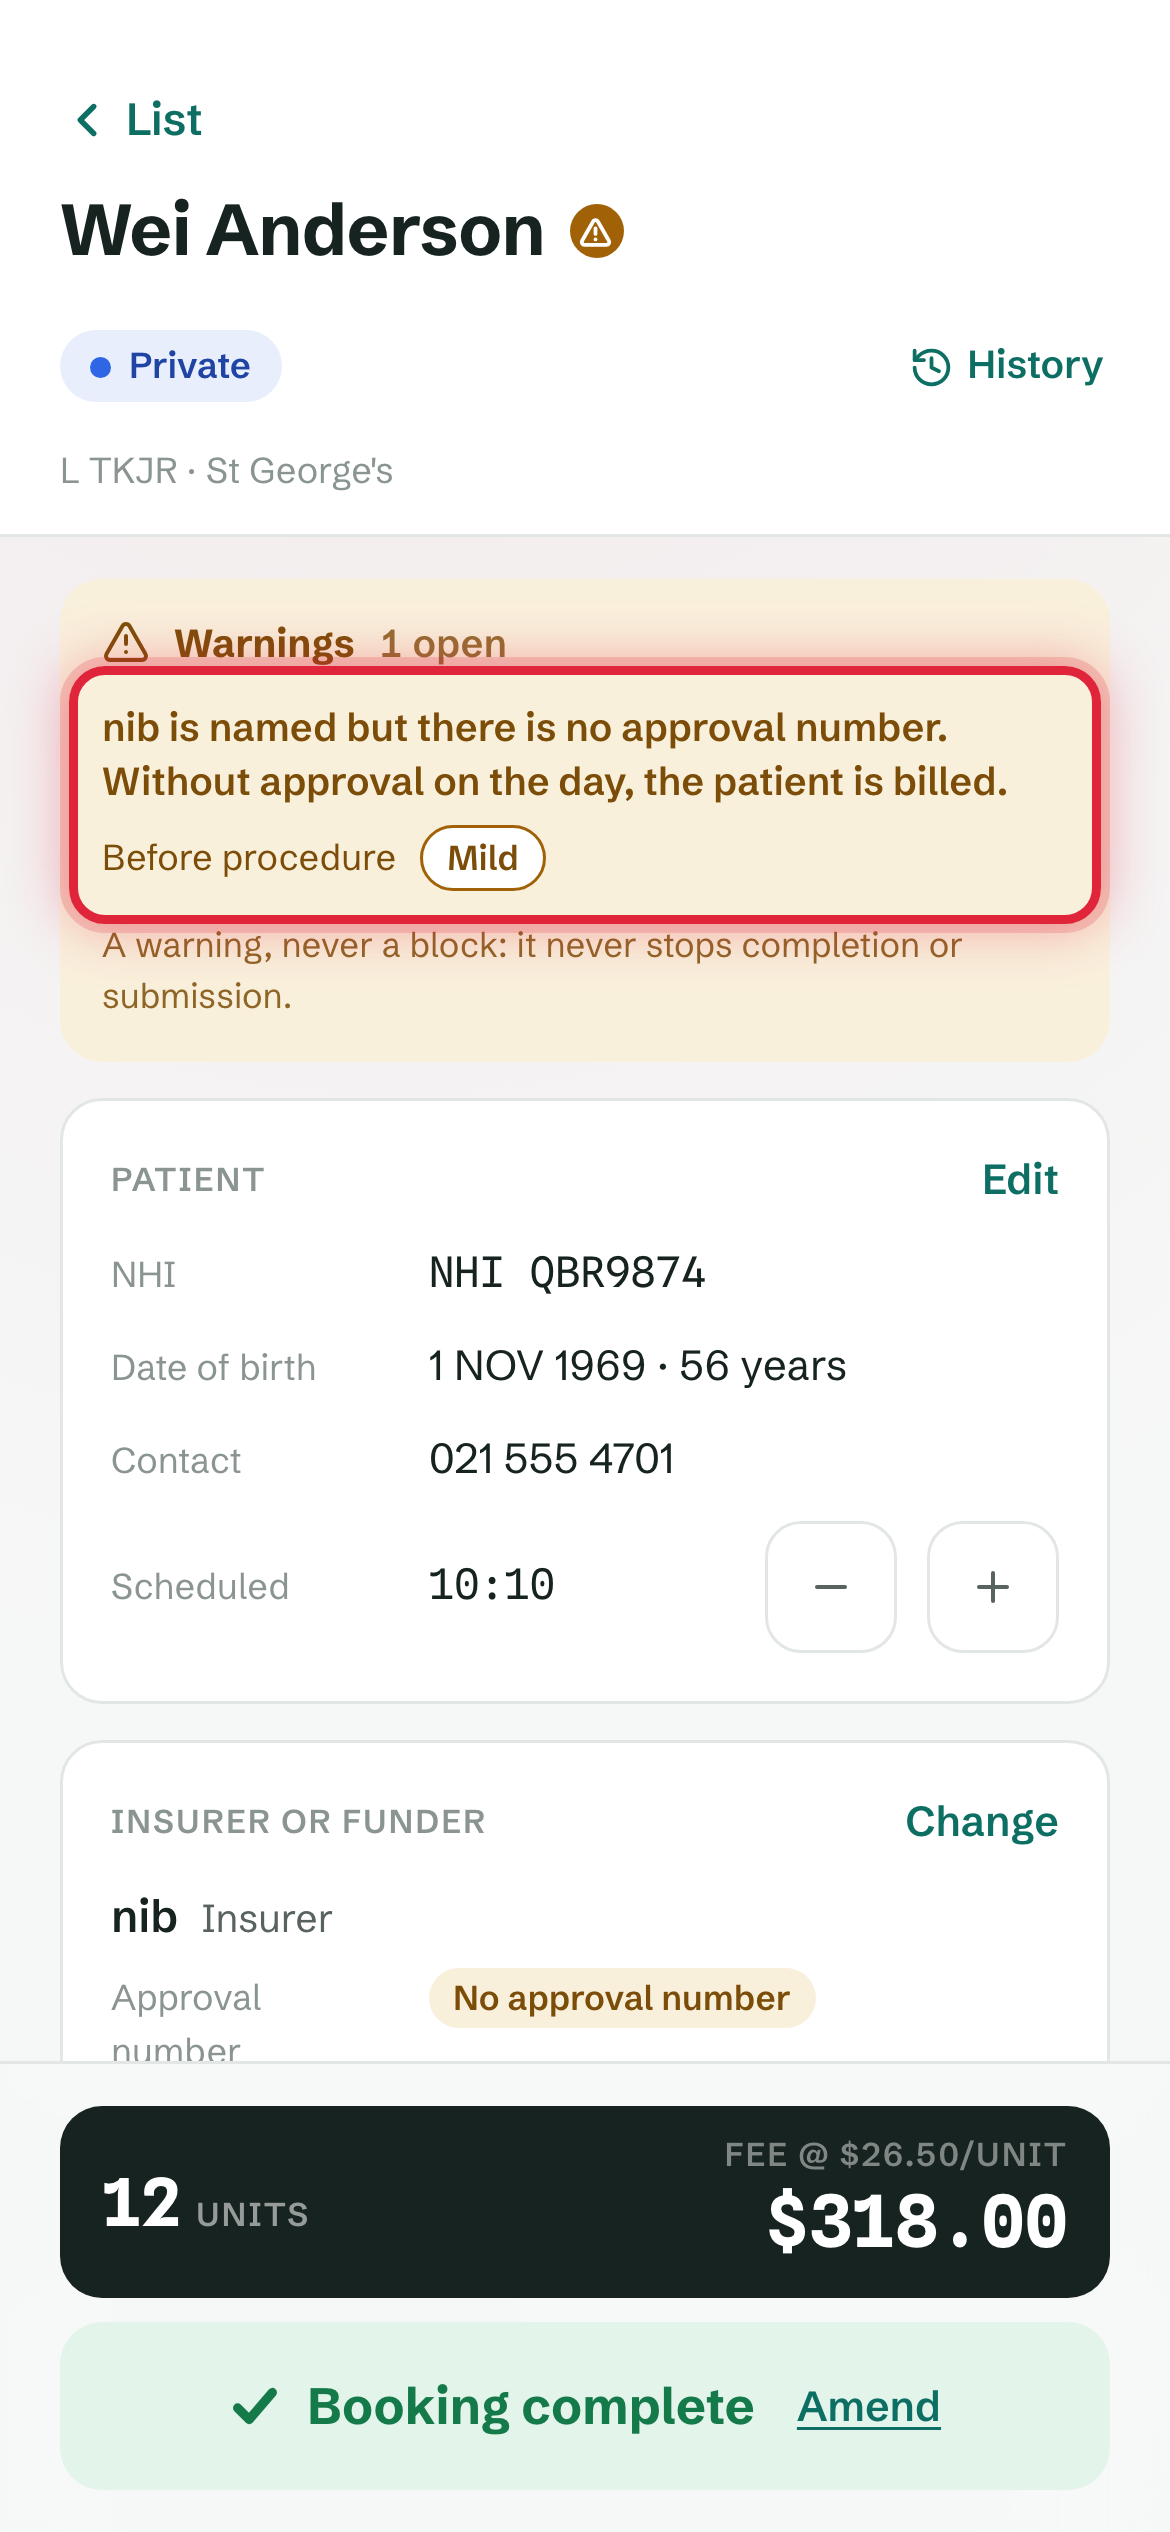 List
Wei Anderson
Private
History
L TKJR · St George's
Warnings 1 open
nib is named but there is no approval number.
Without approval on the day, the patient is billed.
Before procedure Mild
A warning, never a block: it never stops completion or
submission.
PATIENT Edit
NHI NHI QBR9874
Date of birth 1 NOV 1969 · 56 years
Contact 021 555 4701
Scheduled 10:10
INSURER OR FUNDER Change
nib Insurer
Approval No approval number
number
FEE @ $26.50/UNIT
12 UNITS $318.00
Booking complete Amend